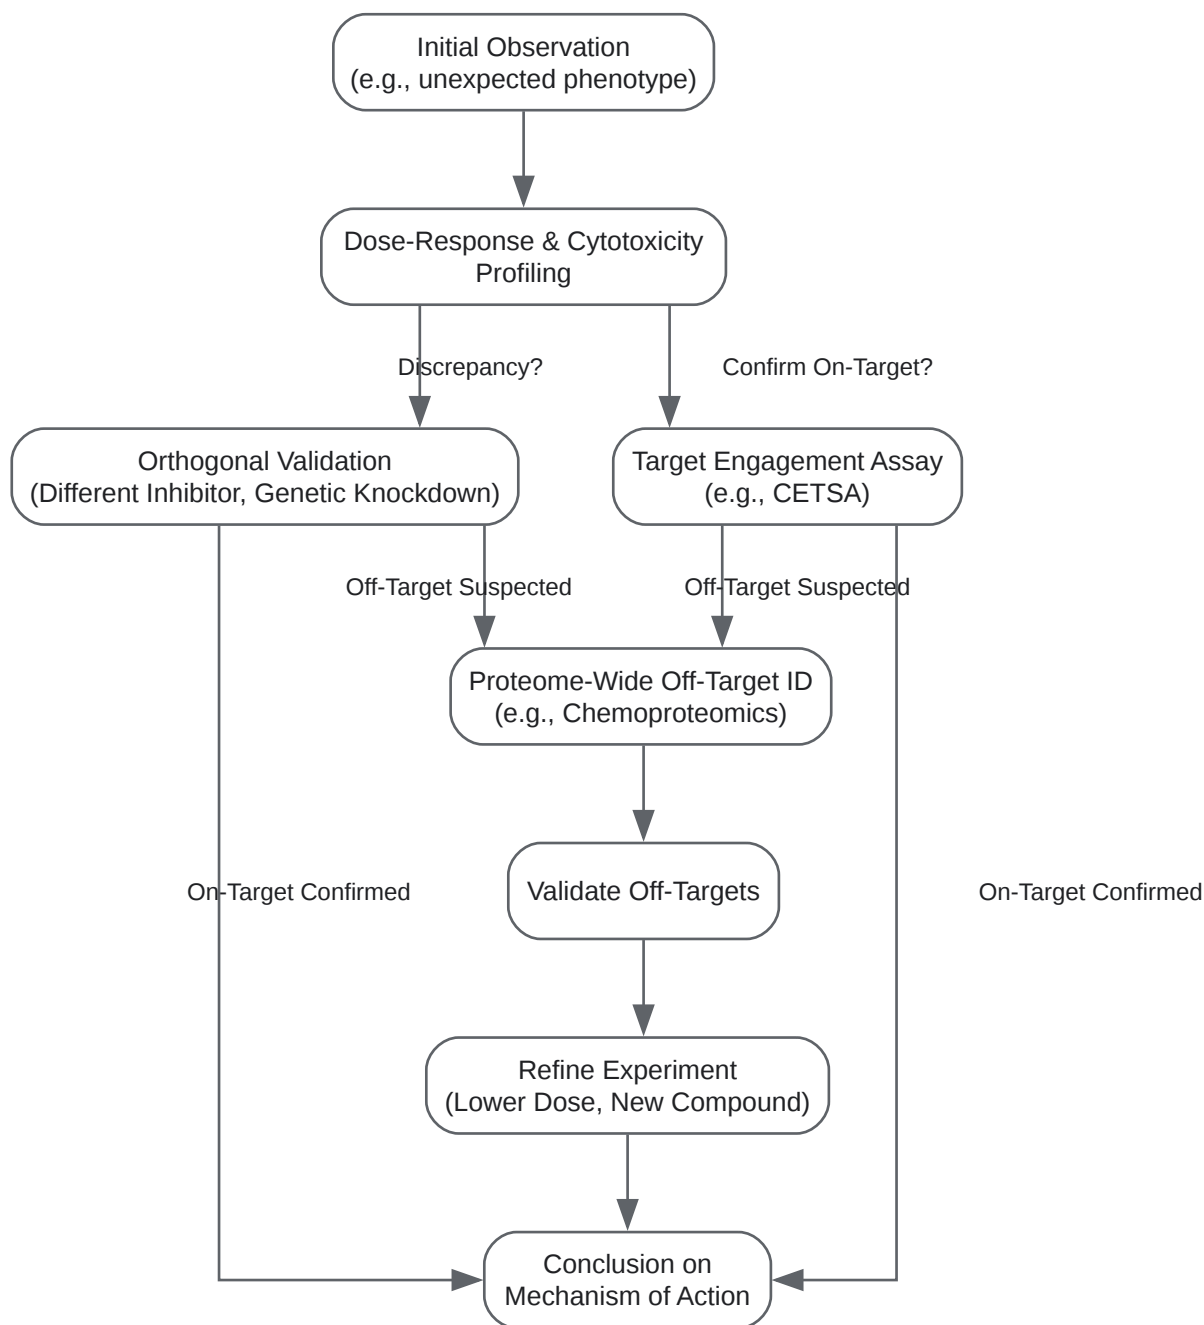 Initial Observation
(e.g., unexpected phenotype)
Dose-Response & Cytotoxicity
Profiling
Discrepancy?
Confirm On-Target?
Orthogonal Validation
(Different Inhibitor, Genetic Knockdown)
Target Engagement Assay
(e.g., CETSA)
Off-Target Suspected
Off-Target Suspected
Proteome-Wide Off-Target ID
(e.g., Chemoproteomics)
On-Target Confirmed
Validate Off-Targets
On-Target Confirmed
Refine Experiment
(Lower Dose, New Compound)
Conclusion on
Mechanism of Action